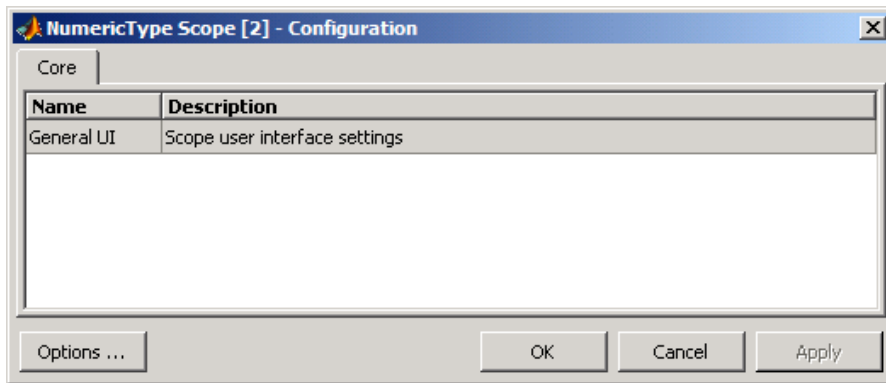 NumericType Scope [2] - Configuration
Core
Name Description
General UI Scope user interface settings
Options ... OK Cancel Apply